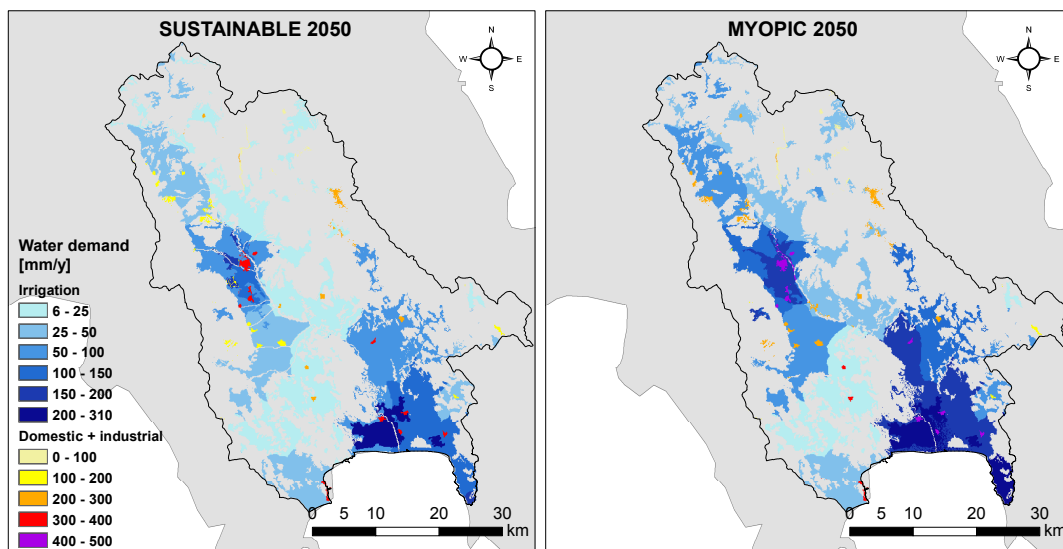 SUSTAINABLE 2050
N
W E
S
Water demand
[mm/y]
Irrigation
6 - 25
25 - 50
50 - 100
100 - 150
150 - 200
200 - 310
Domestic + industrial
0 - 100
100 - 200
200 - 300
300 - 400
400 - 500
0 5 10 20 30
km
MYOPIC 2050
N
W E
S
0 5 10 20 30
km